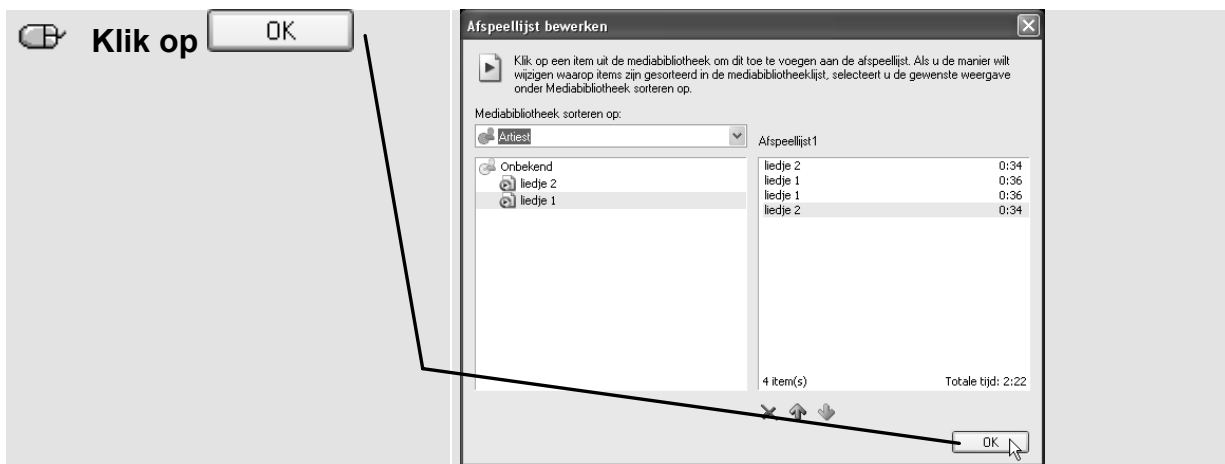 Klik op OK
Afspeellijst bewerken
Klik op een item uit de mediabibliotheek om dit toe te voegen aan de afspeellijst. Als u de manier wilt
wijzigen waarop items zijn gesorteerd in de mediabibliotheeklijst, selecteert u de gewenste weergave
onder Mediabibliotheek sorteren op.
Mediabibliotheek sorteren op:
Artiest
Onbekend
liedje 2
liedje 1
Afspeellijst1
liedje 2 0:34
liedje 1 0:36
liedje 1 0:36
liedje 2 0:34
4 item(s) Totale tijd: 2:22
OK